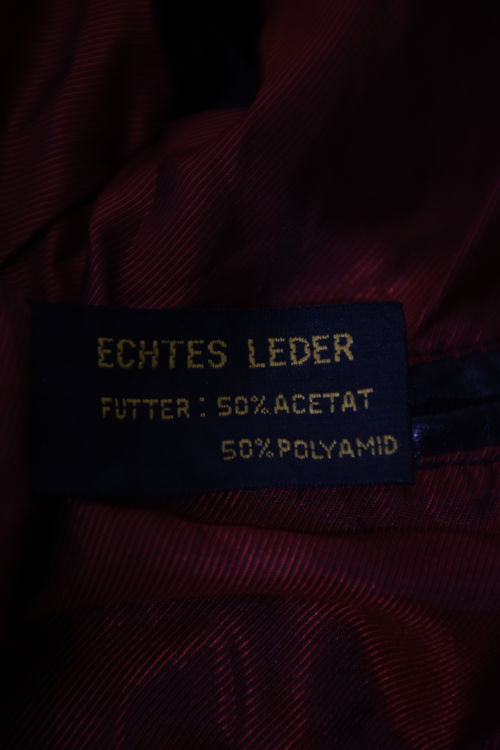 ECHTES LEDER
FUTTER: 50% ACETAT
50% POLYAMID